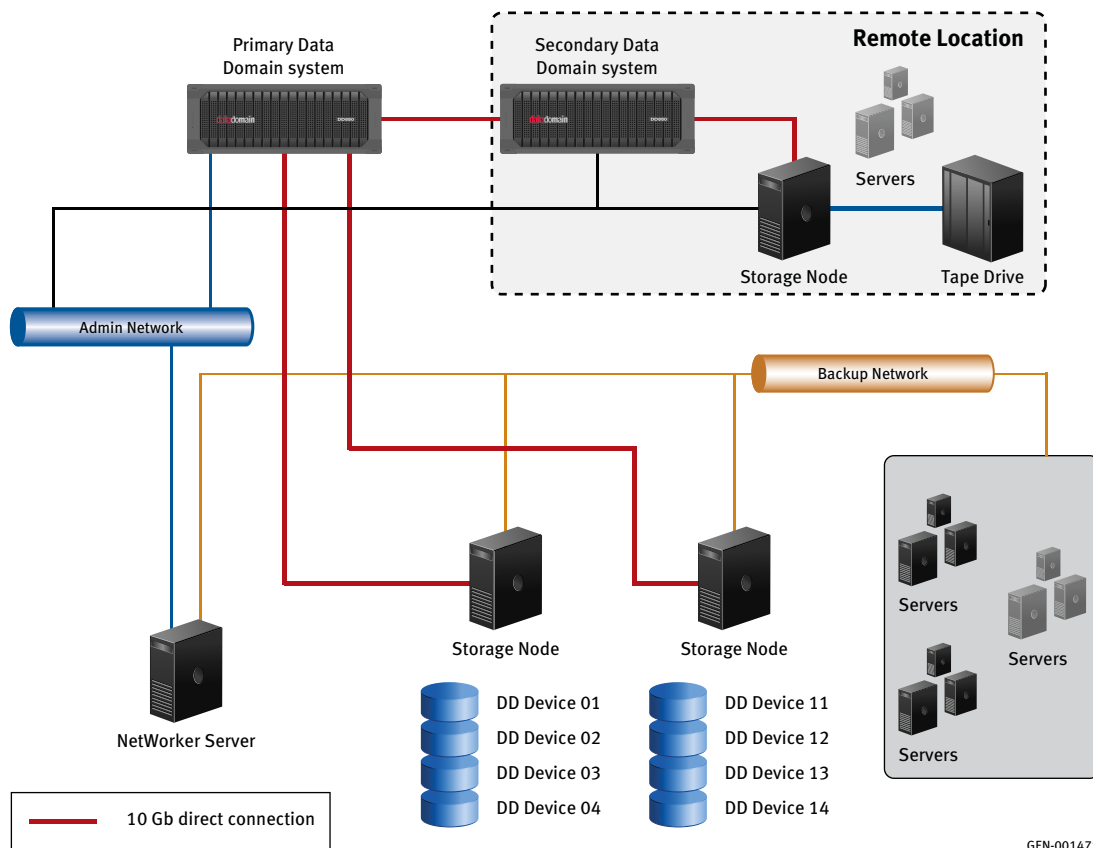 Primary Data
Domain system
Secondary Data
Domain system
Remote Location
datadomain
DD690
datadomain
Servers
Storage Node
Tape Drive
Admin Network
Backup Network
Storage Node
Storage Node
Servers
Servers
Servers
NetWorker Server
DD Device 01
DD Device 02
DD Device 03
DD Device 04
DD Device 11
DD Device 12
DD Device 13
DD Device 14
10 Gb direct connection
GEN-00147